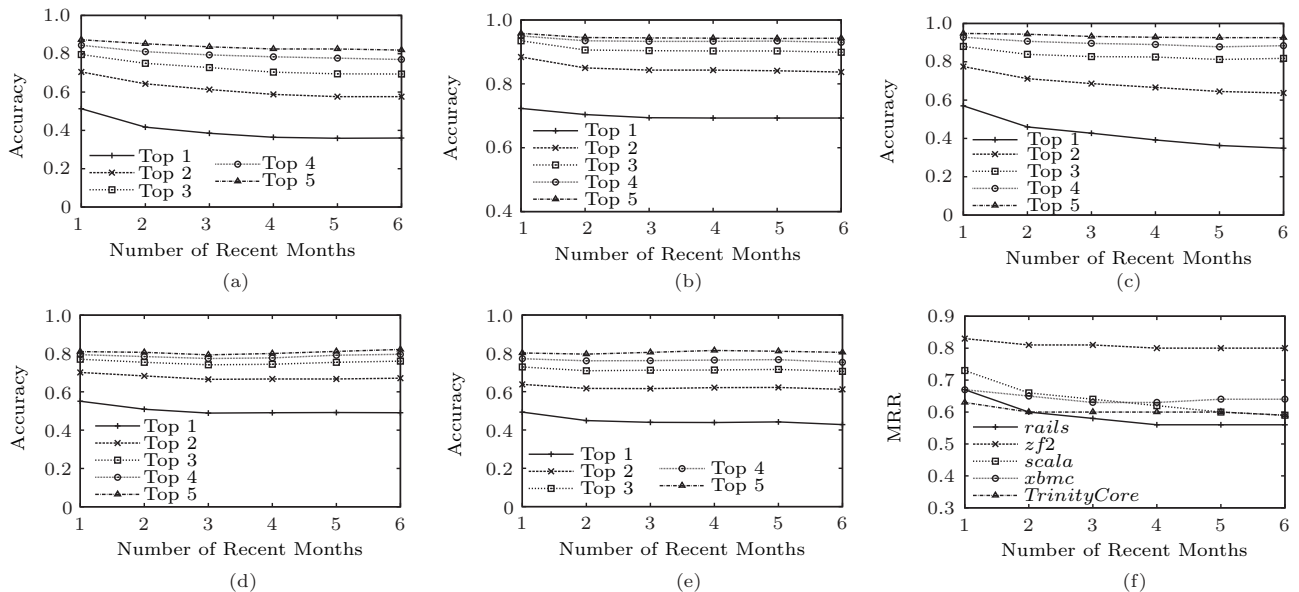 1.0
0.8
0.6
0.4
0.2
0
Accuracy
Top 1
Top 2
Top 3
Top 4
Top 5
1 2 3 4 5 6
Number of Recent Months
(a)
1.0
0.8
0.6
0.4
Accuracy
Top 1
Top 2
Top 3
Top 4
Top 5
1 2 3 4 5 6
Number of Recent Months
(b)
1.0
0.8
0.6
0.4
0.2
0
Accuracy
Top 1
Top 2
Top 3
Top 4
Top 5
1 2 3 4 5 6
Number of Recent Months
(c)
1.0
0.8
0.6
0.4
0.2
0
Accuracy
Top 1
Top 2
Top 3
Top 4
Top 5
1 2 3 4 5 6
Number of Recent Months
(d)
1.0
0.8
0.6
0.4
0.2
0
Accuracy
Top 1
Top 2
Top 3
Top 4
Top 5
1 2 3 4 5 6
Number of Recent Months
(e)
0.9
0.8
0.7
0.6
0.5
0.4
0.3
MRR
rails
zf2
scala
xbmc
TrinityCore
1 2 3 4 5 6
Number of Recent Months
(f)